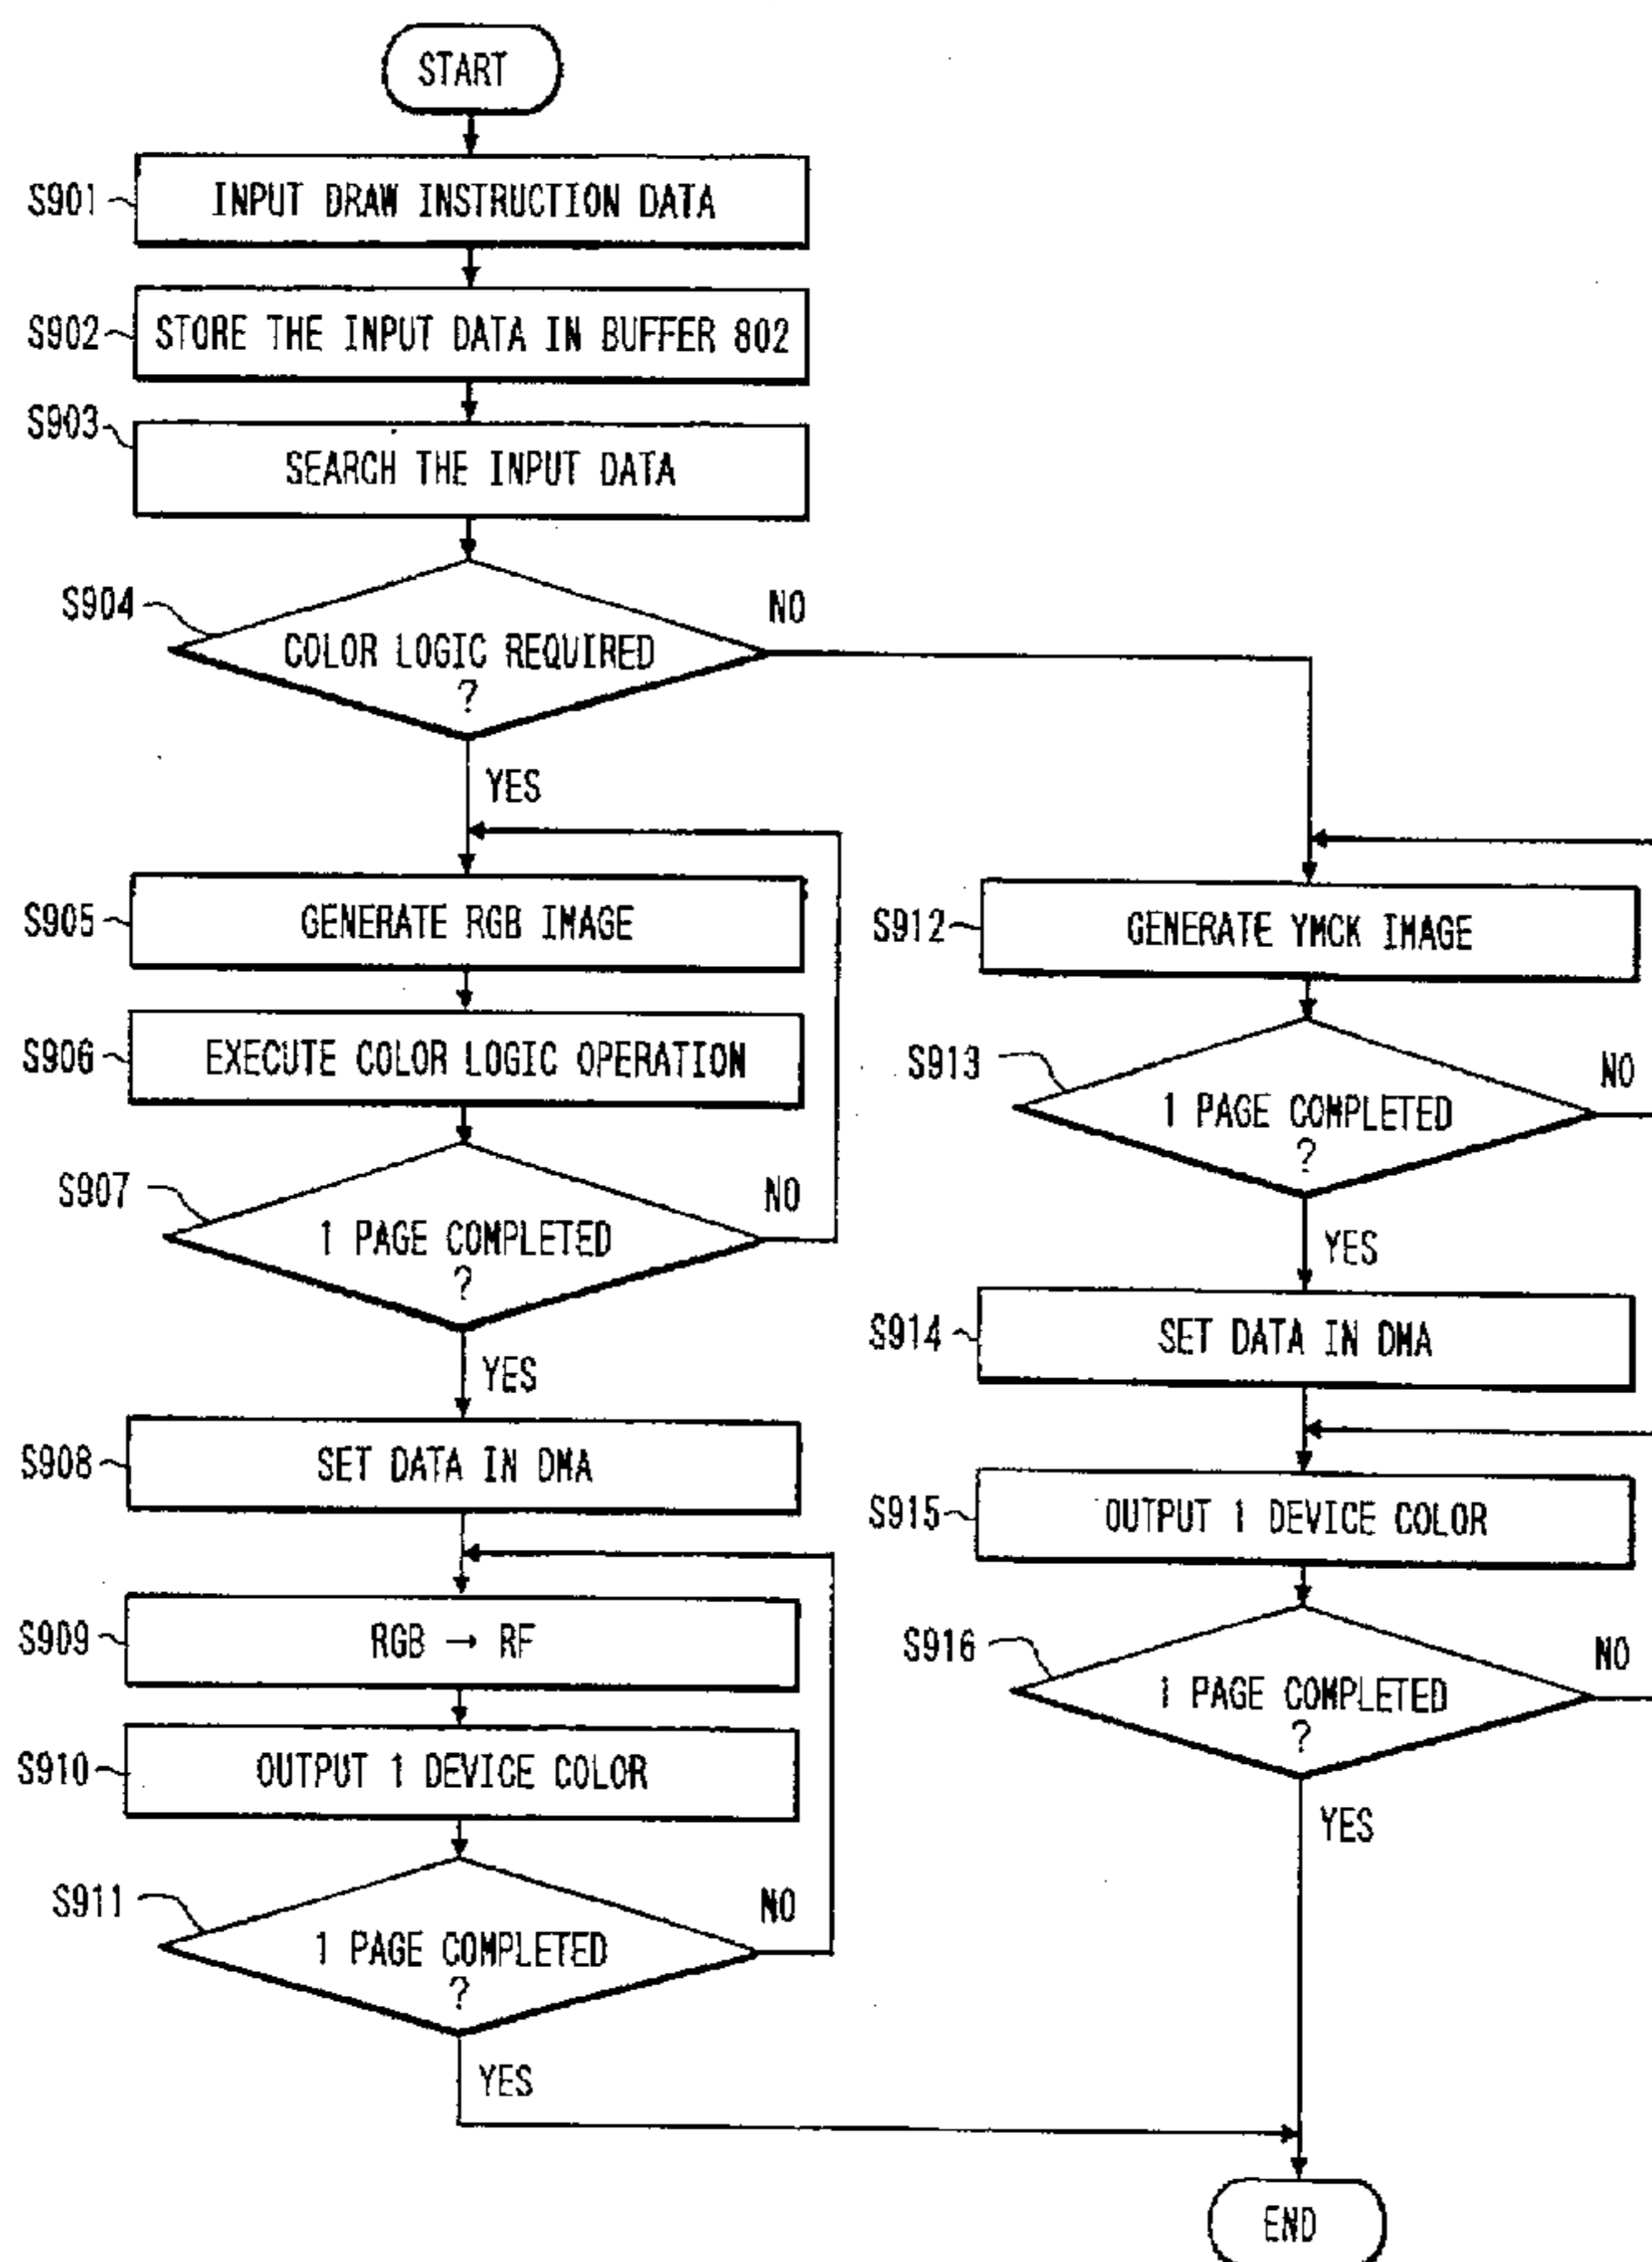 START
S901
INPUT DRAW INSTRUCTION DATA
S902
STORE THE INPUT DATA IN BUFFER 802
S903
SEARCH THE INPUT DATA
S904
COLOR LOGIC REQUIRED
?
NO
YES
S905
GENERATE RGB IMAGE
S906
EXECUTE COLOR LOGIC OPERATION
S907
1 PAGE COMPLETED
?
NO
YES
S908
SET DATA IN DMA
S909
RGB → RF
S910
OUTPUT 1 DEVICE COLOR
S911
1 PAGE COMPLETED
?
NO
YES
S912
GENERATE YMCK IMAGE
S913
1 PAGE COMPLETED
?
NO
YES
S914
SET DATA IN DMA
S915
OUTPUT 1 DEVICE COLOR
S916
1 PAGE COMPLETED
?
NO
YES
END